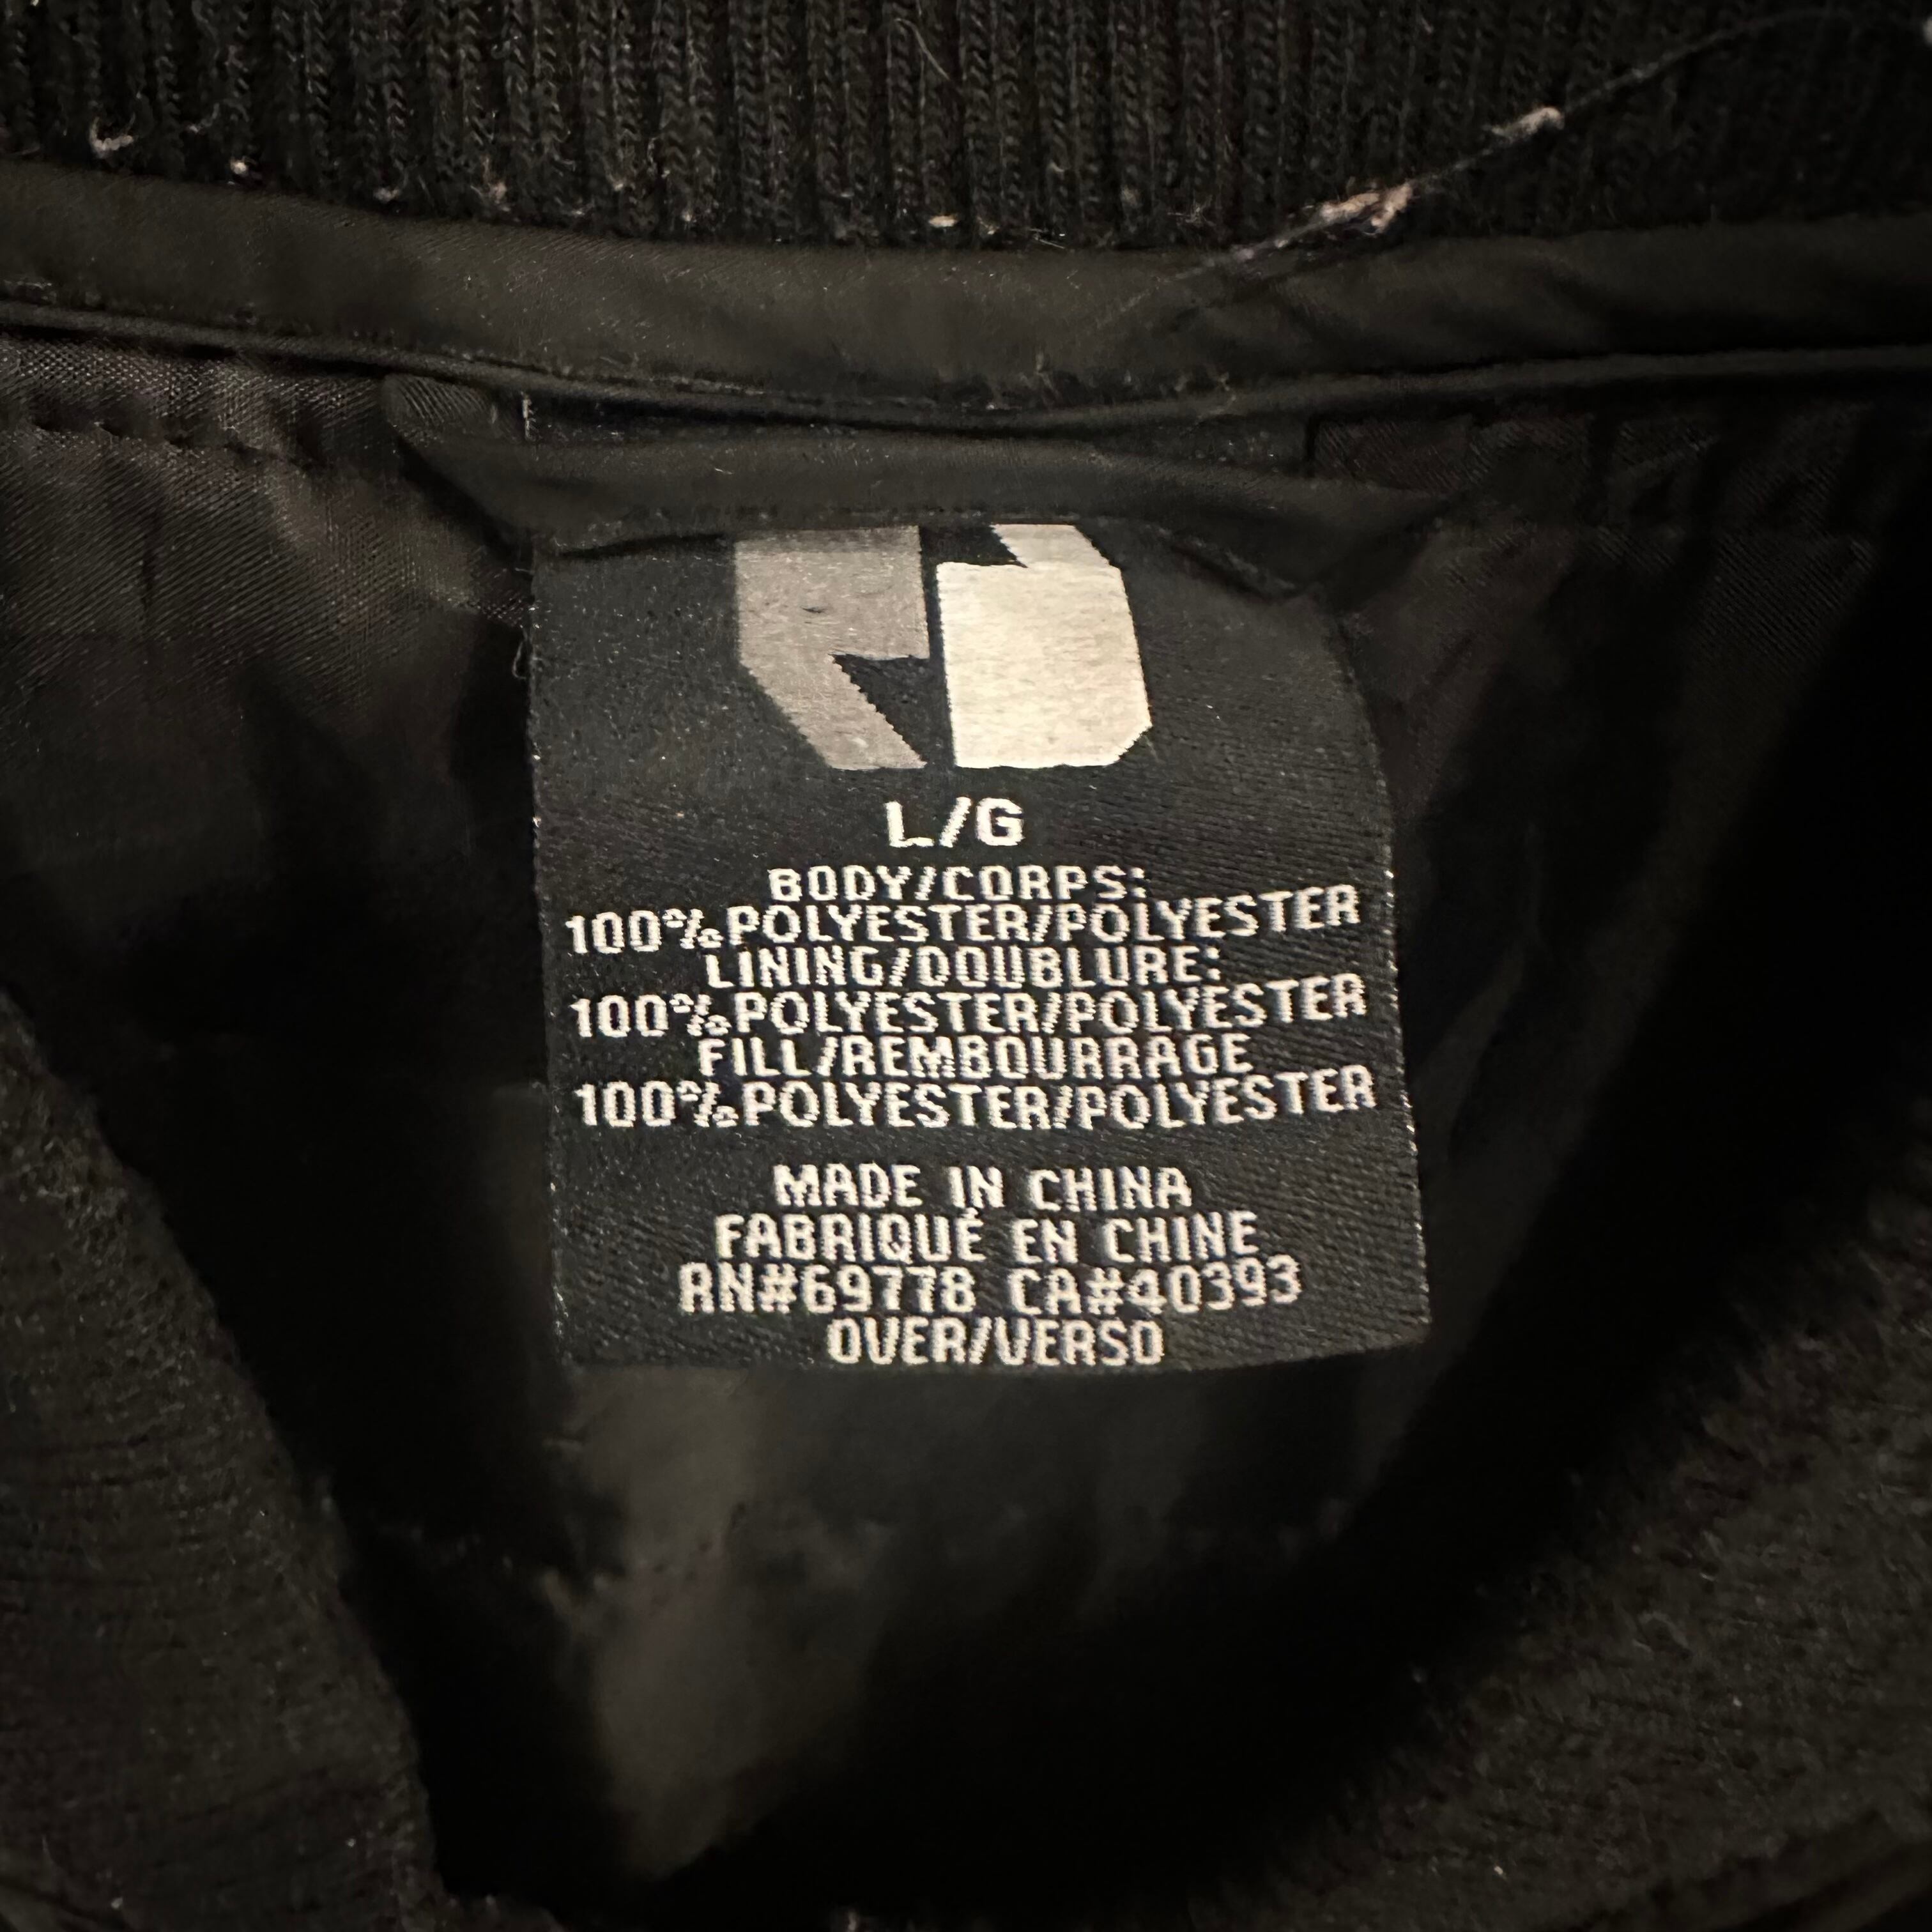 L/G
BODY/CORPS:
100%POLYESTER/POLYESTER
LINING/DOUBLURE:
100%POLYESTER/POLYESTER
FILL/REMBOURRAGE
100%POLYESTER/POLYESTER
MADE IN CHINA
FABRIQUÉ EN CHINE
RN#69778 CA#40393
OVER/VERSO